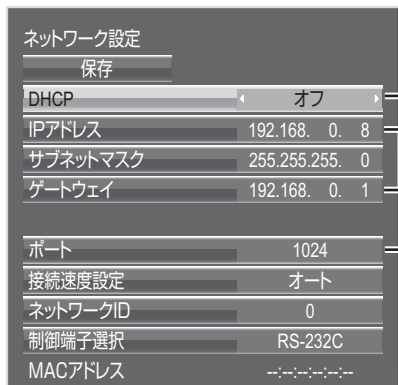 ネットワーク設定
保存
DHCP オフ
IPアドレス 192.168. 0. 8
サブネットマスク 255.255.255. 0
ゲートウェイ 192.168. 0. 1
ポート 1024
接続速度設定 オート
ネットワークID 0
制御端子選択 RS-232C
MACアドレス --:--:--:--:--:--